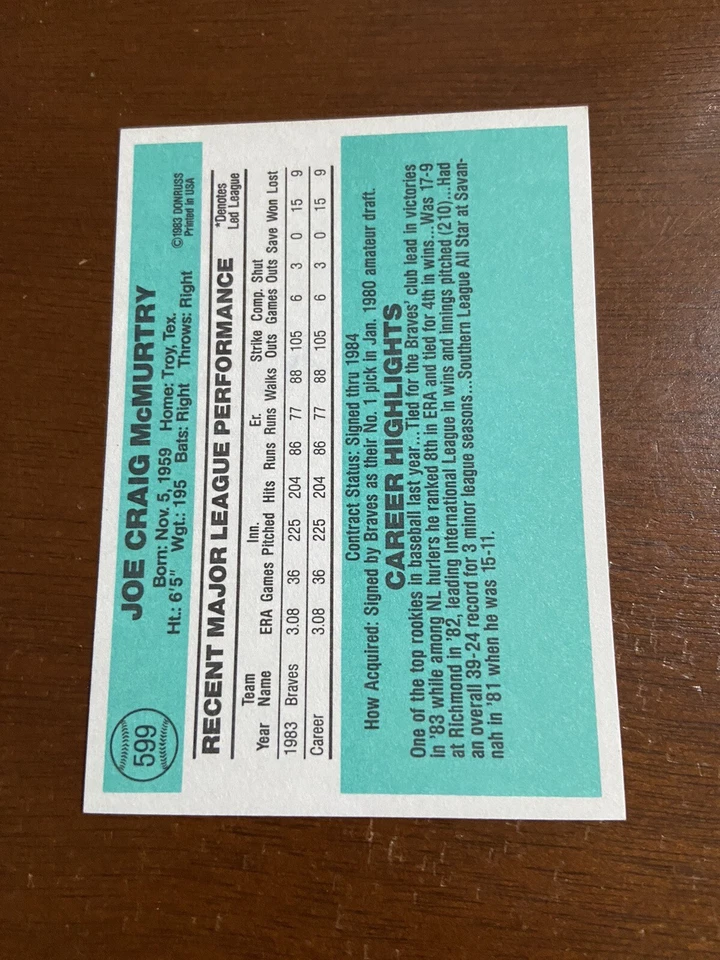 599
JOE CRAIG McMURTRY
Born: Nov. 5, 1959 Home: Troy, Tex.
Ht.: 6'5" Wgt.: 195 Bats: Right Throws: Right
©1983 DONRUSS
Printed in USA
RECENT MAJOR LEAGUE PERFORMANCE
*Denotes
Led League
Team Inn. Er. Strike Comp. Shut
Year Name ERA Games Pitched Hits Runs Runs Walks Outs Games Outs Save Won Lost
1983 Braves 3.08 36 225 204 86 77 88 105 6 3 0 15 9
Career 3.08 36 225 204 86 77 88 105 6 3 0 15 9
Contract Status: Signed thru 1984
How Acquired: Signed by Braves as their No. 1 pick in Jan. 1980 amateur draft.
CAREER HIGHLIGHTS
One of the top rookies in baseball last year...Tied for the Braves' club lead in victories
in '83 while among NL hurlers he ranked 8th in ERA and tied for 4th in wins...Was 17-9
at Richmond in '82, leading International League in wins and innings pitched (210)...Had
an overall 39-24 record for 3 minor league seasons...Southern League All Star at Savan-
nah in '81 when he was 15-11.